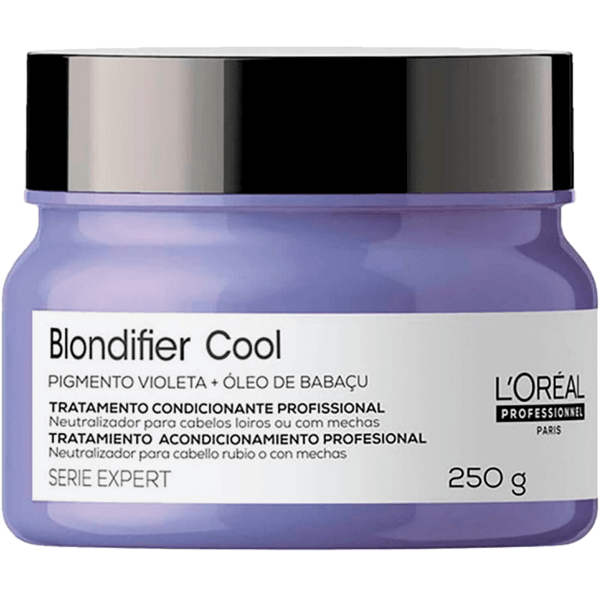 Blondifier Cool
PIGMENTO VIOLETA + ÓLEO DE BABAÇU
TRATAMENTO CONDICIONANTE PROFISSIONAL
Neutralizador para cabelos loiros ou com mechas
TRATAMIENTO ACONDICIONAMIENTO PROFESIONAL
Neutralizador para cabello rubio o con mechas
SERIE EXPERT
250 g
L'ORÉAL
PROFESSIONNEL
PARIS